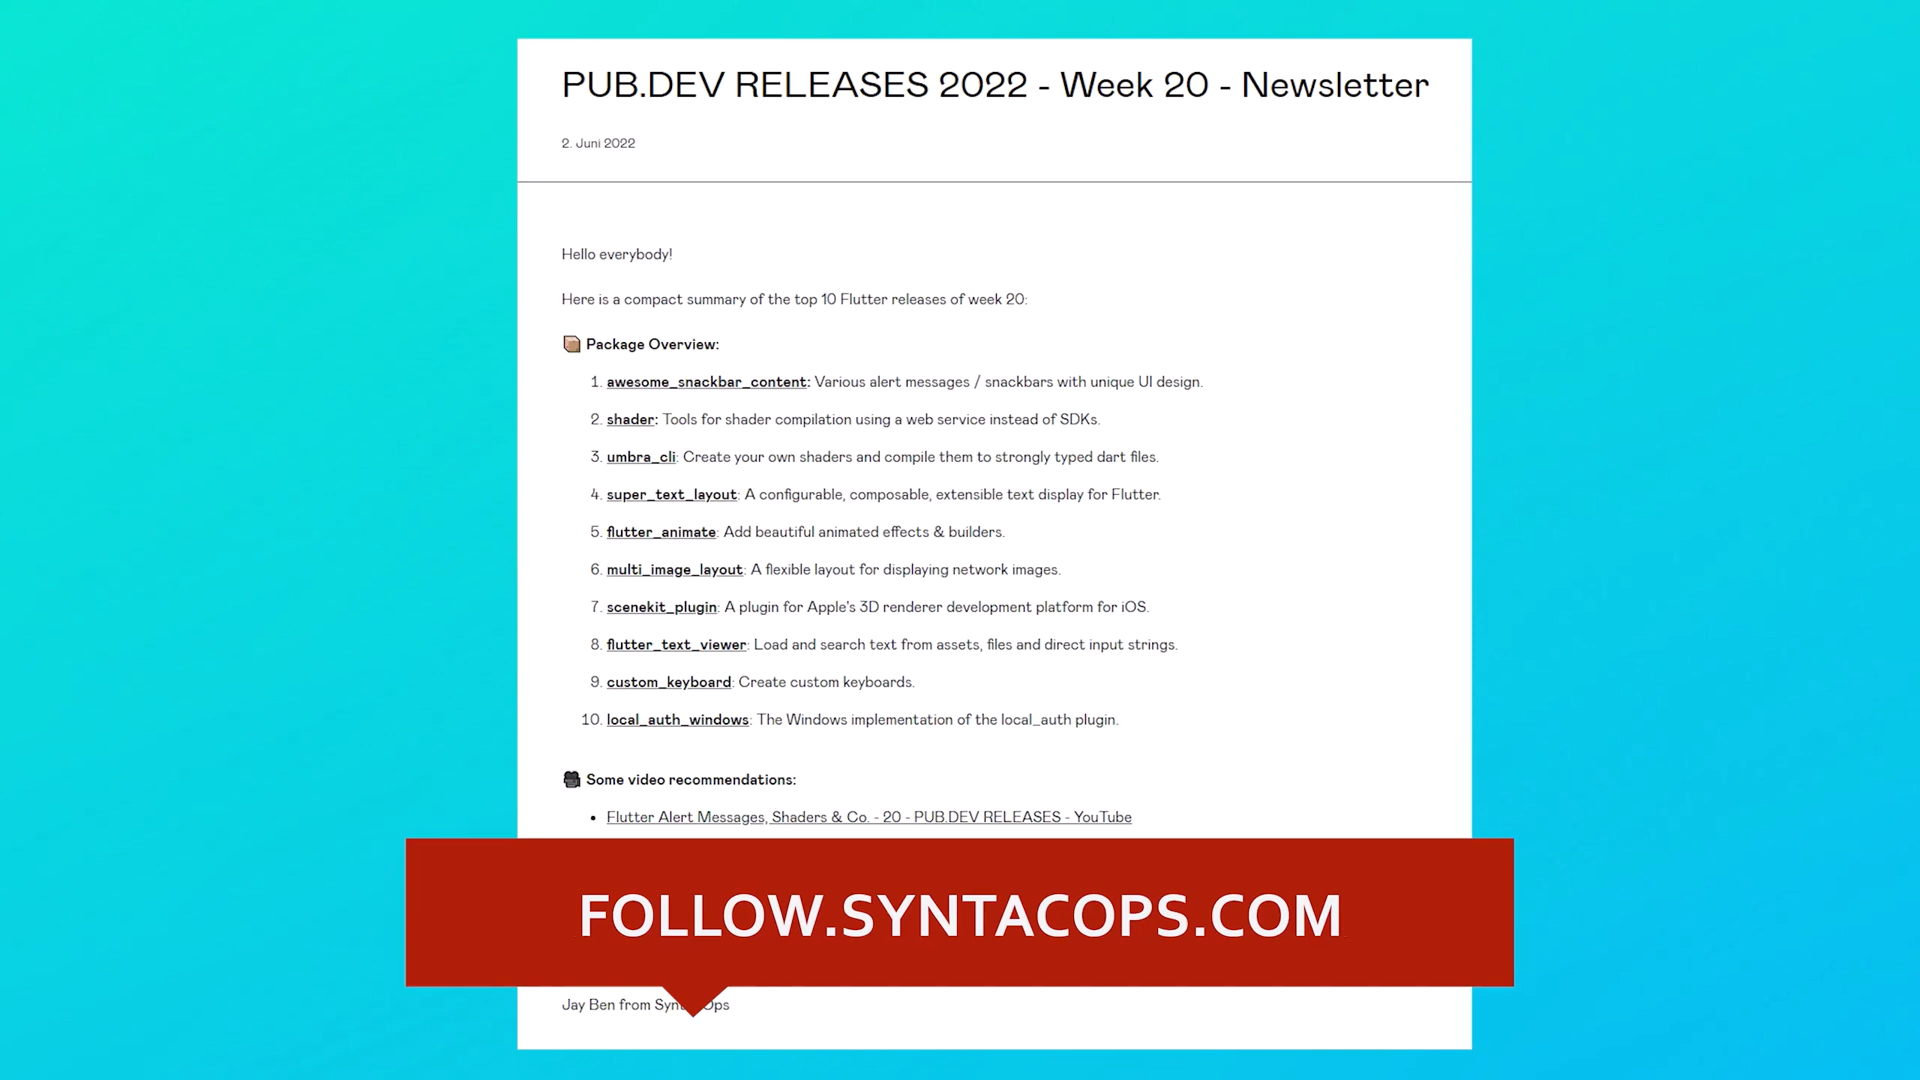 PUB.DEV RELEASES 2022 - Week 20 - Newsletter
2. Juni 2022
Hello everybody!
Here is a compact summary of the top 10 Flutter releases of week 20:
Package Overview:
1. awesome_snackbar_content: Various alert messages / snackbars with unique UI design.
2. shader: Tools for shader compilation using a web service instead of SDKs.
3. umbra_cli: Create your own shaders and compile them to strongly typed dart files.
4. super_text_layout: A configurable, composable, extensible text display for Flutter.
5. flutter_animate: Add beautiful animated effects & builders.
6. multi_image_layout: A flexible layout for displaying network images.
7. scenekit_plugin: A plugin for Apple's 3D renderer development platform for iOS.
8. flutter_text_viewer: Load and search text from assets, files and direct input strings.
9. custom_keyboard: Create custom keyboards.
10. local_auth_windows: The Windows implementation of the local_auth plugin.
Some video recommendations:
• Flutter Alert Messages, Shaders & Co. - 20 - PUB.DEV RELEASES - YouTube
FOLLOW.SYNTACOPS.COM
Jay Ben from